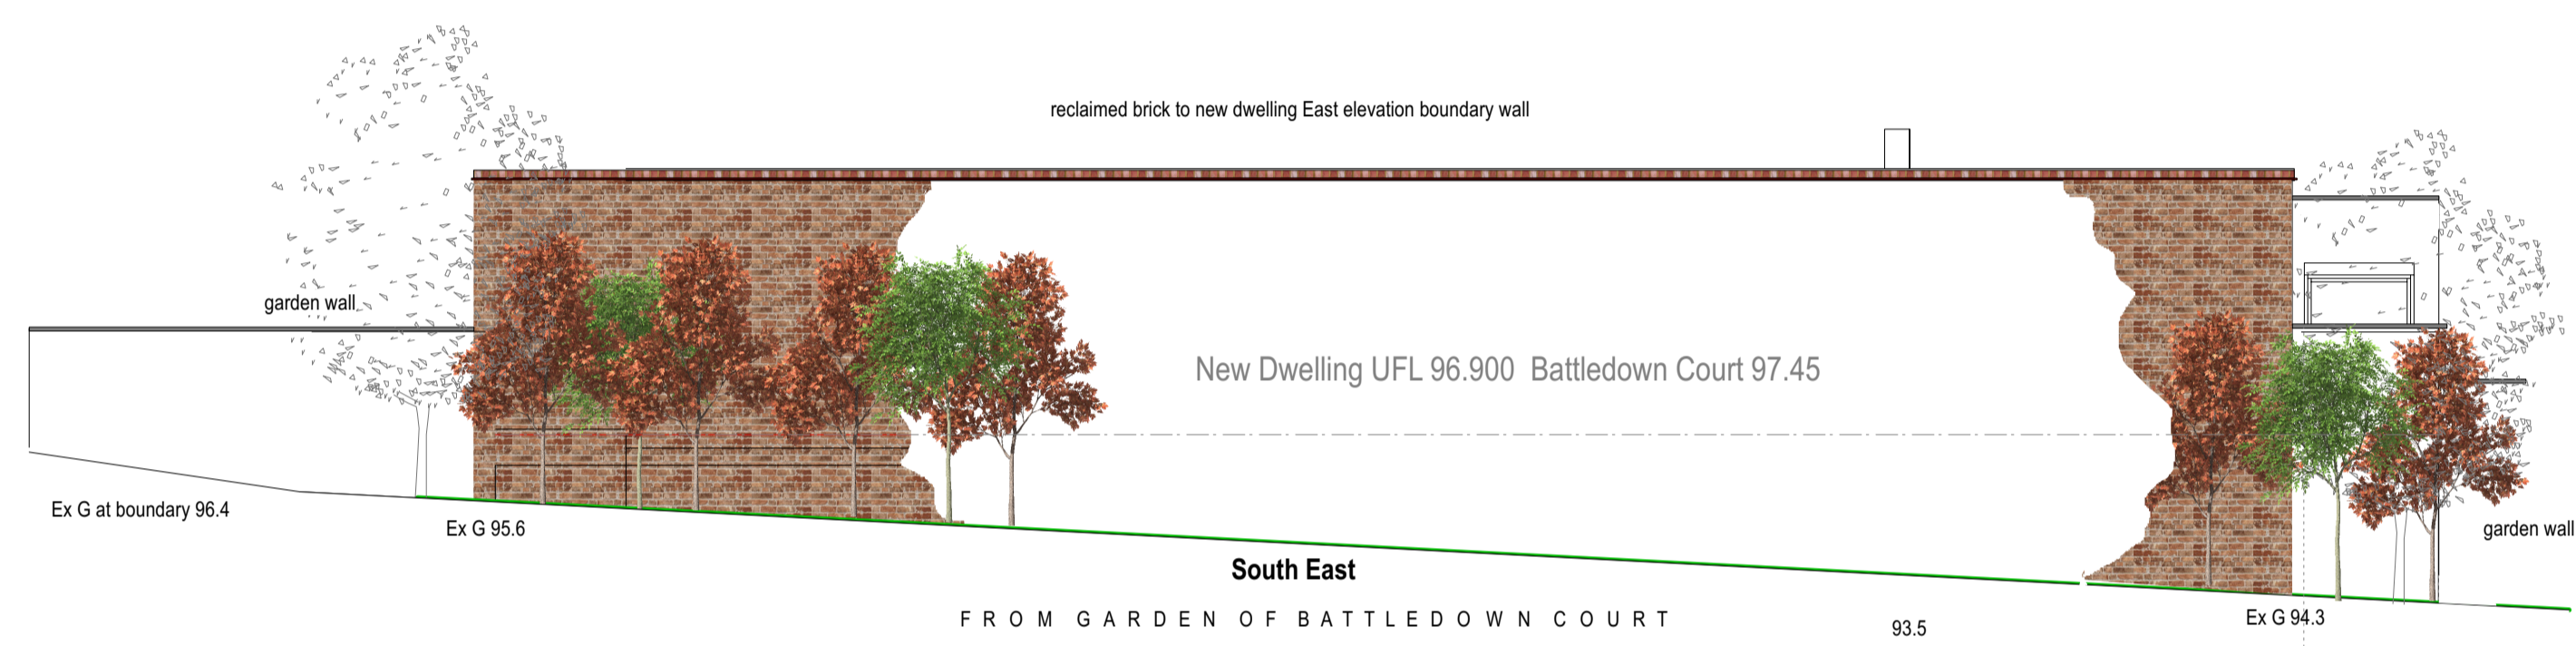 reclaimed brick to new dwelling East elevation boundary wall
garden wall
New Dwelling UFL 96.900 Battledown Court 97.45
Ex G at boundary 96.4
Ex G 95.6
garden wall
South East
FROM GARDEN OF BATTLEDOWN COURT
93.5
Ex G 94.3